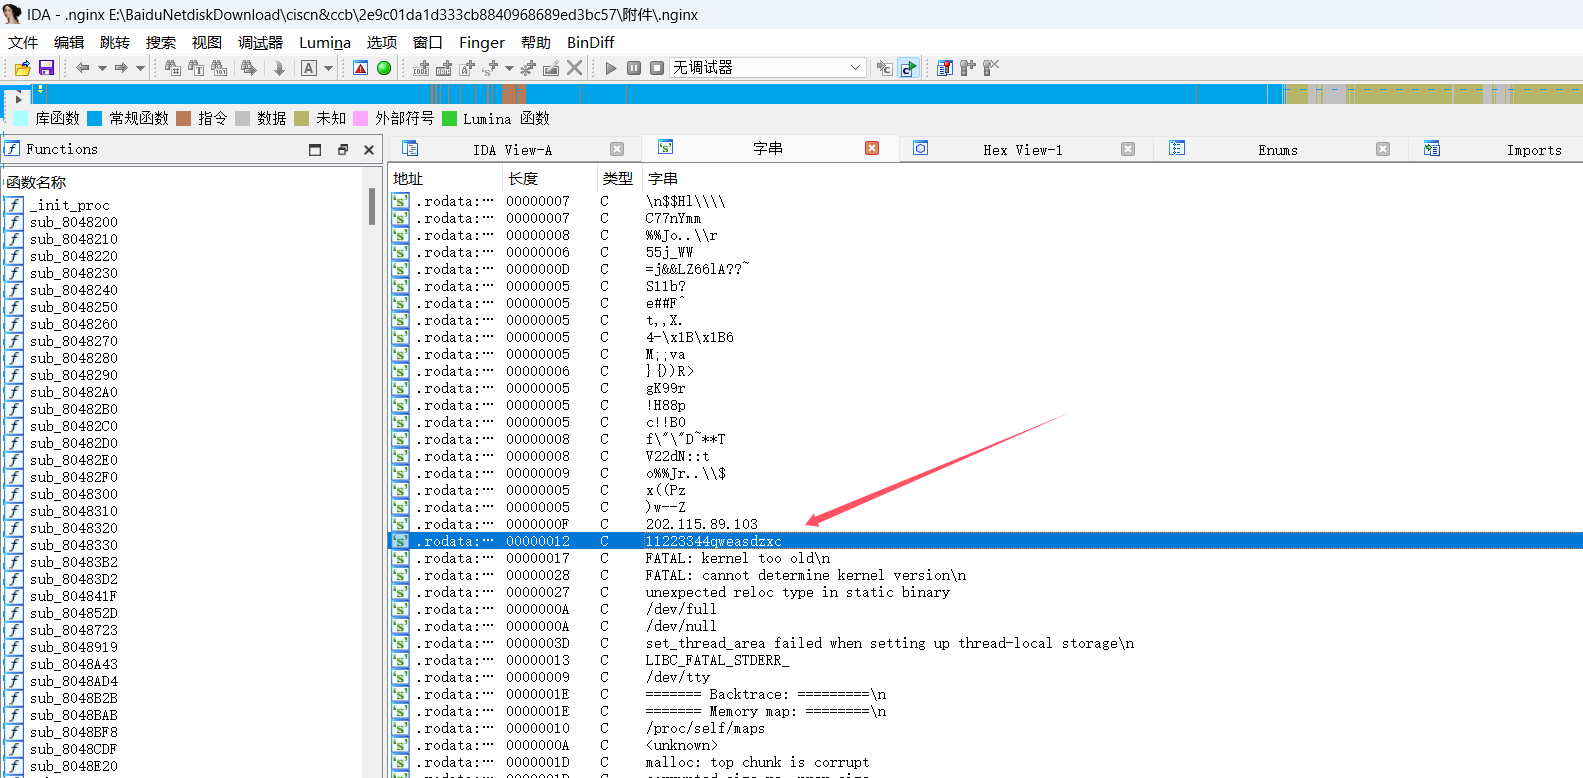 IDA - .nginx E:\BaiduNetdiskDownload\ciscn&ccb\2e9c01da1d333cb8840968689ed3bc57\附件\.nginx
文件 编辑 跳转 搜索 视图 调试器 Lumina 选项 窗口 Finger 帮助 BinDiff
无调试器
库函数 常规函数 指令 数据 未知 外部符号 Lumina 函数
Functions
IDA View-A 字串 Hex View-1 Enums Imports
函数名称
_init_proc
sub_8048200
sub_8048210
sub_8048220
sub_8048230
sub_8048240
sub_8048250
sub_8048260
sub_8048270
sub_8048280
sub_8048290
sub_80482A0
sub_80482B0
sub_80482C0
sub_80482D0
sub_80482E0
sub_80482F0
sub_8048300
sub_8048310
sub_8048320
sub_8048330
sub_80483B2
sub_80483D2
sub_804841F
sub_804852D
sub_8048723
sub_8048919
sub_8048A43
sub_8048AD4
sub_8048B2B
sub_8048BAB
sub_8048BF8
sub_8048CDF
sub_8048E20
地址 长度 类型 字串
.rodata:… 00000007 C \n$$Hl\\\\
.rodata:… 00000007 C C77nYmm
.rodata:… 00000008 C %%Jo..\\r
.rodata:… 00000006 C 55j_WW
.rodata:… 0000000D C =j&&LZ66lA??~
.rodata:… 00000005 C S11b?
.rodata:… 00000005 C e##F^
.rodata:… 00000005 C t,,X.
.rodata:… 00000005 C 4-\x1B\x1B6
.rodata:… 00000005 C M;;va
.rodata:… 00000006 C }{))R>
.rodata:… 00000005 C gK99r
.rodata:… 00000005 C !H88p
.rodata:… 00000005 C c!!B0
.rodata:… 00000008 C f\"\"D~**T
.rodata:… 00000008 C V22dN::t
.rodata:… 00000009 C o%%Jr..\\$
.rodata:… 00000005 C x((Pz
.rodata:… 00000005 C )w--Z
.rodata:… 0000000F C 202.115.89.103
.rodata:… 00000012 C 11223344qweasdzxc
.rodata:… 00000017 C FATAL: kernel too old\n
.rodata:… 00000028 C FATAL: cannot determine kernel version\n
.rodata:… 00000027 C unexpected reloc type in static binary
.rodata:… 0000000A C /dev/full
.rodata:… 0000000A C /dev/null
.rodata:… 0000003D C set_thread_area failed when setting up thread-local storage\n
.rodata:… 00000013 C LIBC_FATAL_STDERR_
.rodata:… 00000009 C /dev/tty
.rodata:… 0000001E C ======= Backtrace: =========\n
.rodata:… 0000001E C ======= Memory map: ========\n
.rodata:… 00000010 C /proc/self/maps
.rodata:… 0000000A C <unknown>
.rodata:… 0000001D C malloc: top chunk is corrupt